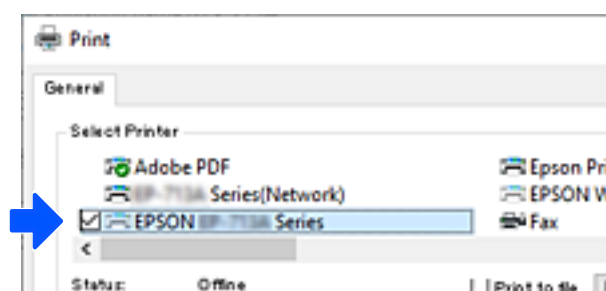 Print
General
Select Printer
Adobe PDF
Epson Pri
Series(Network)
EPSON W
EPSON Series
Fax
Status: Offline
Print to file